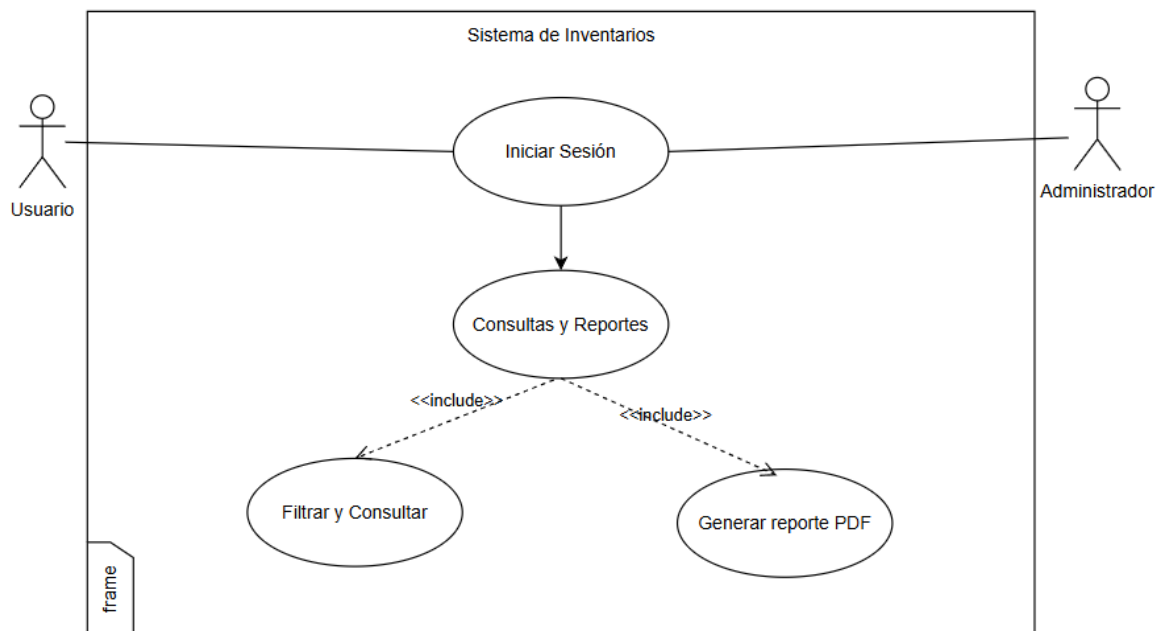 Sistema de Inventarios
Iniciar Sesión
Usuario
Administrador
Consultas y Reportes
<<include>>
<<include>>
Filtrar y Consultar
Generar reporte PDF
frame